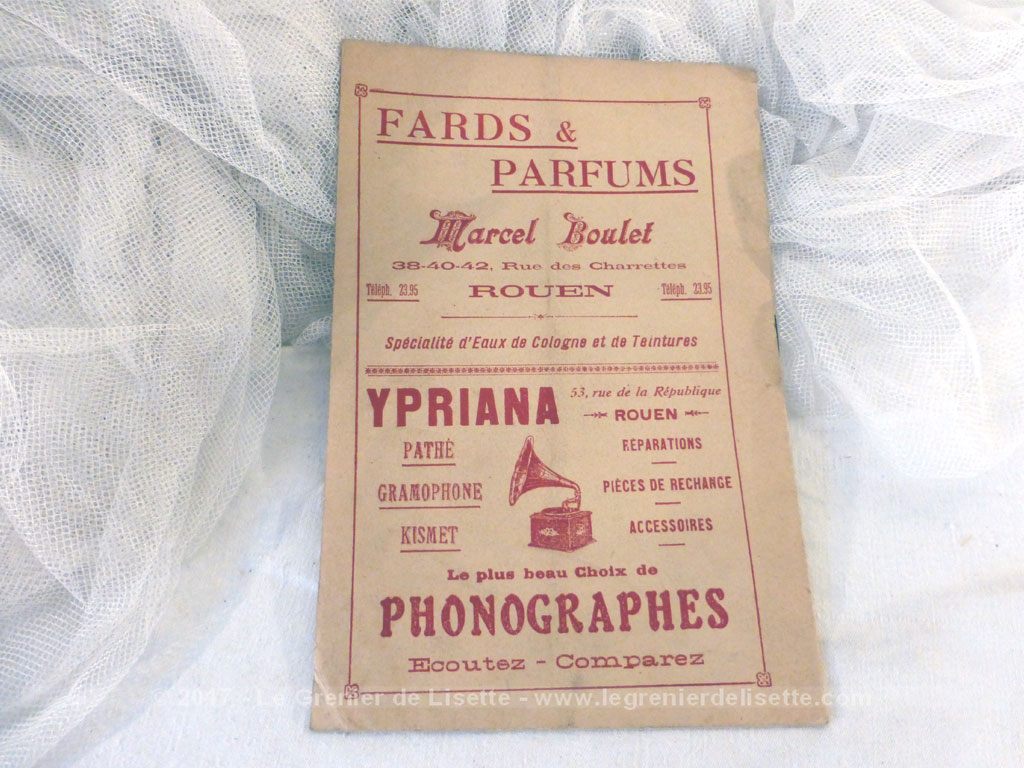 FARDS &
PARFUMS
Marcel Boulet
38-40-42, Rue des Charrettes
Téléph. 23.95 ROUEN Téléph. 23.95
Spécialité d'Eaux de Cologne et de Teintures
YPRIANA 53, rue de la République
ROUEN
PATHÉ RÉPARATIONS
GRAMOPHONE PIÈCES DE RECHANGE
KISMET ACCESSOIRES
Le plus beau Choix de
PHONOGRAPHES
Ecoutez - Comparez
Le Grenier de Lisette - www.legrenierdelisette.com